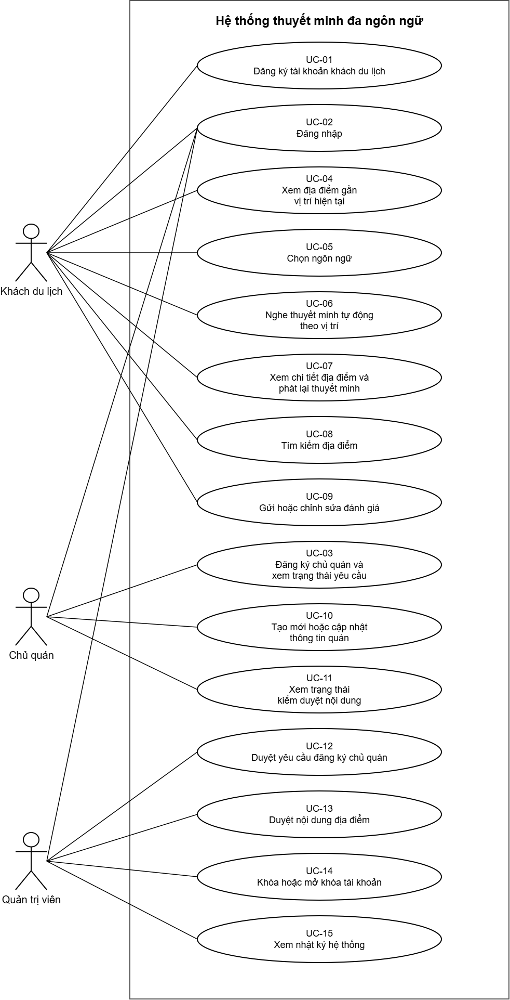 Hệ thống thuyết minh đa ngôn ngữ
UC-01
Đăng ký tài khoản khách du lịch
UC-02
Đăng nhập
UC-04
Xem địa điểm gần
vị trí hiện tại
UC-05
Chọn ngôn ngữ
UC-06
Nghe thuyết minh tự động
theo vị trí
UC-07
Xem chi tiết địa điểm và
phát lại thuyết minh
UC-08
Tìm kiếm địa điểm
UC-09
Gửi hoặc chỉnh sửa đánh giá
UC-03
Đăng ký chủ quán và
xem trạng thái yêu cầu
UC-10
Tạo mới hoặc cập nhật
thông tin quán
UC-11
Xem trạng thái
kiểm duyệt nội dung
UC-12
Duyệt yêu cầu đăng ký chủ quán
UC-13
Duyệt nội dung địa điểm
UC-14
Khóa hoặc mở khóa tài khoản
UC-15
Xem nhật ký hệ thống
Khách du lịch
Chủ quán
Quản trị viên